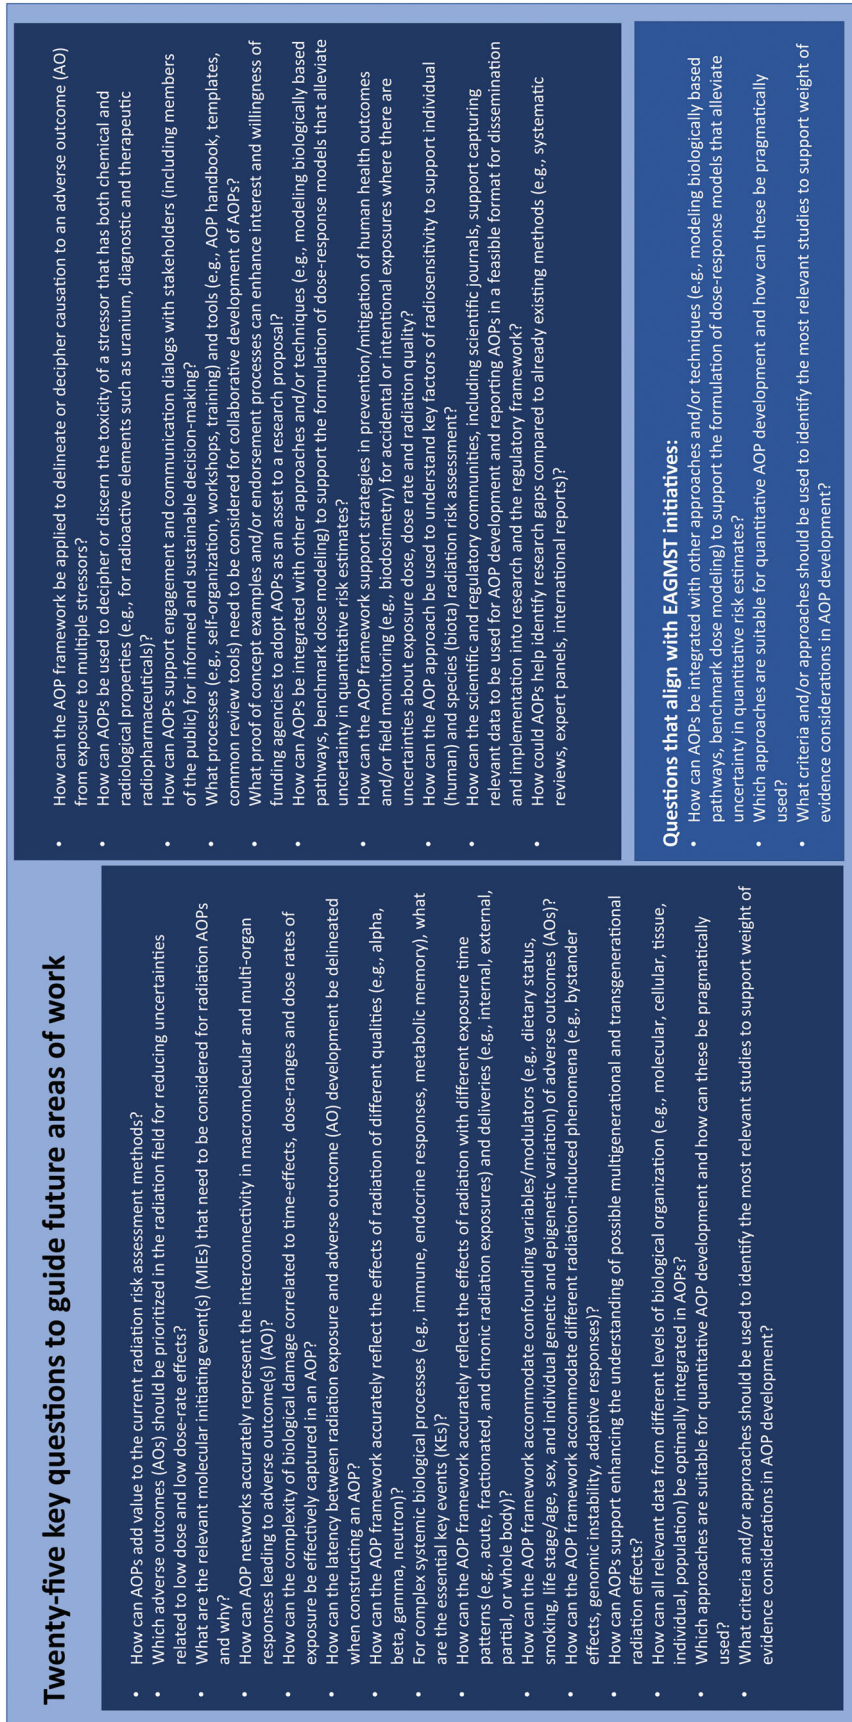 Twenty-five key questions to guide future areas of work
• How can AOPs add value to the current radiation risk assessment methods?
• Which adverse outcomes (AOs) should be prioritized in the radiation field for reducing uncertainties
related to low dose and low dose-rate effects?
• What are the relevant molecular initiating event(s) (MIEs) that need to be considered for radiation AOPs
and why?
• How can AOP networks accurately represent the interconnectivity in macromolecular and multi-organ
responses leading to adverse outcome(s) (AO)?
• How can the complexity of biological damage correlated to time-effects, dose-ranges and dose rates of
exposure be effectively captured in an AOP?
• How can the latency between radiation exposure and adverse outcome (AO) development be delineated
when constructing an AOP?
• How can the AOP framework accurately reflect the effects of radiation of different qualities (e.g., alpha,
beta, gamma, neutron)?
• For complex systemic biological processes (e.g., immune, endocrine responses, metabolic memory), what
are the essential key events (KEs)?
• How can the AOP framework accurately reflect the effects of radiation with different exposure time
patterns (e.g., acute, fractionated, and chronic radiation exposures) and deliveries (e.g., internal, external,
partial, or whole body)?
• How can the AOP framework accommodate confounding variables/modulators (e.g., dietary status,
smoking, life stage/age, sex, and individual genetic and epigenetic variation) of adverse outcomes (AOs)?
• How can the AOP framework accommodate different radiation-induced phenomena (e.g., bystander
effects, genomic instability, adaptive responses)?
• How can AOPs support enhancing the understanding of possible multigenerational and transgenerational
radiation effects?
• How can all relevant data from different levels of biological organization (e.g., molecular, cellular, tissue,
individual, population) be optimally integrated in AOPs?
• Which approaches are suitable for quantitative AOP development and how can these be pragmatically
used?
• What criteria and/or approaches should be used to identify the most relevant studies to support weight of
evidence considerations in AOP development?
• How can the AOP framework be applied to delineate or decipher causation to an adverse outcome (AO)
from exposure to multiple stressors?
• How can AOPs be used to decipher or discern the toxicity of a stressor that has both chemical and
radiological properties (e.g., for radioactive elements such as uranium, diagnostic and therapeutic
radiopharmaceuticals)?
• How can AOPs support engagement and communication dialogs with stakeholders (including members
of the public) for informed and sustainable decision-making?
• What processes (e.g., self-organization, workshops, training) and tools (e.g., AOP handbook, templates,
common review tools) need to be considered for collaborative development of AOPs?
• What proof of concept examples and/or endorsement processes can enhance interest and willingness of
funding agencies to adopt AOPs as an asset to a research proposal?
• How can AOPs be integrated with other approaches and/or techniques (e.g., modeling biologically based
pathways, benchmark dose modeling) to support the formulation of dose-response models that alleviate
uncertainty in quantitative risk estimates?
• How can the AOP framework support strategies in prevention/mitigation of human health outcomes
and/or field monitoring (e.g., biodosimetry) for accidental or intentional exposures where there are
uncertainties about exposure dose, dose rate and radiation quality?
• How can the AOP approach be used to understand key factors of radiosensitivity to support individual
(human) and species (biota) radiation risk assessment?
• How can the scientific and regulatory communities, including scientific journals, support capturing
relevant data to be used for AOP development and reporting AOPs in a feasible format for dissemination
and implementation into research and the regulatory framework?
• How could AOPs help identify research gaps compared to already existing methods (e.g., systematic
reviews, expert panels, international reports)?
Questions that align with EAGMST initiatives:
• How can AOPs be integrated with other approaches and/or techniques (e.g., modeling biologically based
pathways, benchmark dose modeling) to support the formulation of dose-response models that alleviate
uncertainty in quantitative risk estimates?
• Which approaches are suitable for quantitative AOP development and how can these be pragmatically
used?
• What criteria and/or approaches should be used to identify the most relevant studies to support weight of
evidence considerations in AOP development?